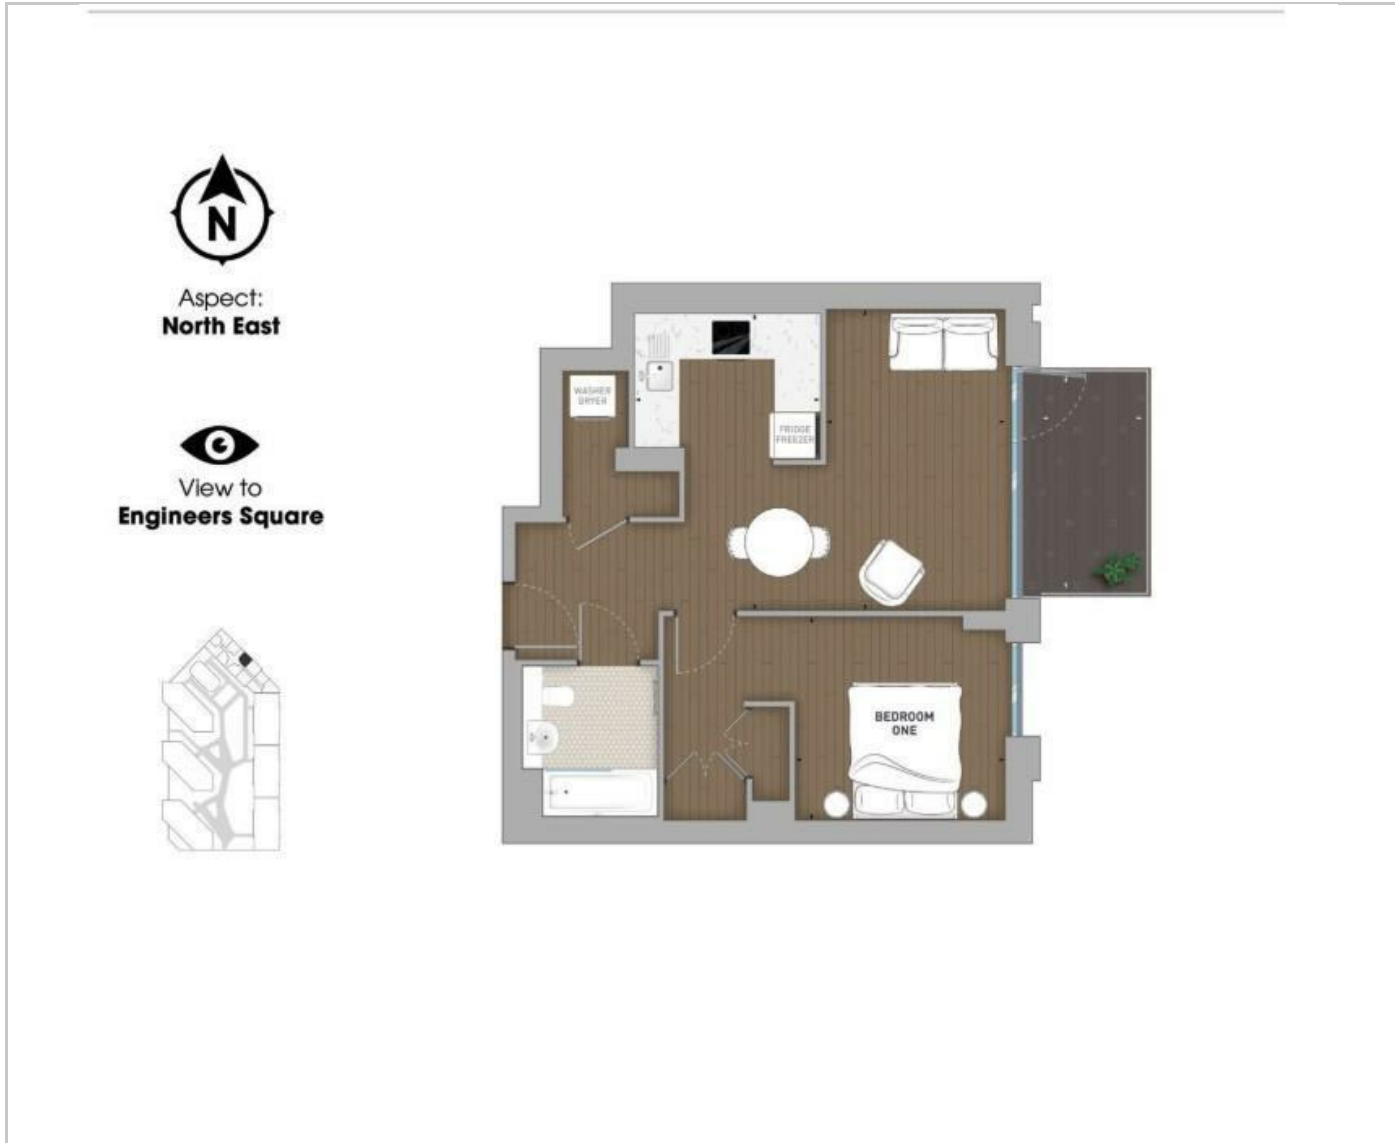 N
Aspect:
North East
View to
Engineers Square
WASHER
DRYER
FRIDGE
FREEZER
BEDROOM
ONE